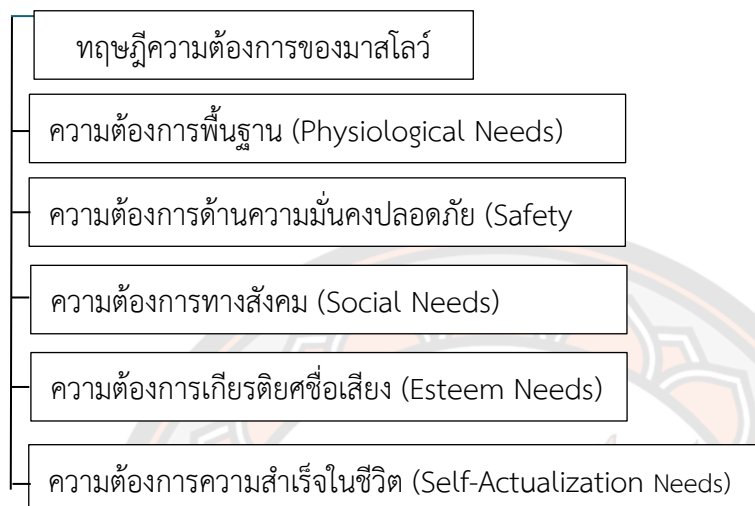 ทฤษฎีความต้องการของมาสโลว์
ความต้องการพื้นฐาน (Physiological Needs)
ความต้องการด้านความมั่นคงปลอดภัย (Safety
ความต้องการทางสังคม (Social Needs)
ความต้องการเกียรติยศชื่อเสียง (Esteem Needs)
ความต้องการความสำเร็จในชีวิต (Self-Actualization Needs)